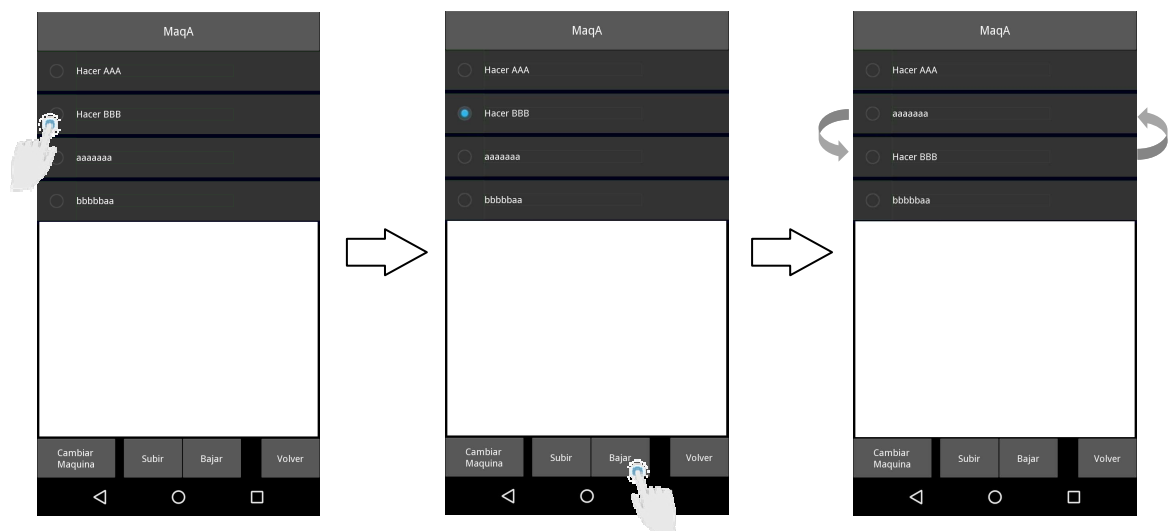 MaqA
Hacer AAA
Hacer BBB
aaaaaaa
bbbbbaa
Cambiar
Maquina
Subir
Bajar
Volver
MaqA
Hacer AAA
Hacer BBB
aaaaaaa
bbbbbaa
Cambiar
Maquina
Subir
Bajar
Volver
MaqA
Hacer AAA
aaaaaaa
Hacer BBB
bbbbbaa
Cambiar
Maquina
Subir
Bajar
Volver